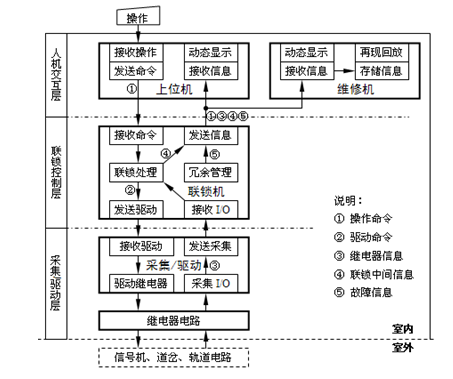 操作
人机交互层
接收操作
发送命令
动态显示
接收信息
上位机
动态显示
接收信息
再现回放
存储信息
维修机
①
①③④⑤
联锁控制层
接收命令
发送信息
④
⑤
联锁处理
冗余管理
②
联锁机
发送驱动
接收I/O
采集驱动层
接收驱动
发送采集
采集/驱动
③
驱动继电器
采集I/O
继电器电路
室内
室外
信号机、道岔、轨道电路
说明：
① 操作命令
② 驱动命令
③ 继电器信息
④ 联锁中间信息
⑤ 故障信息